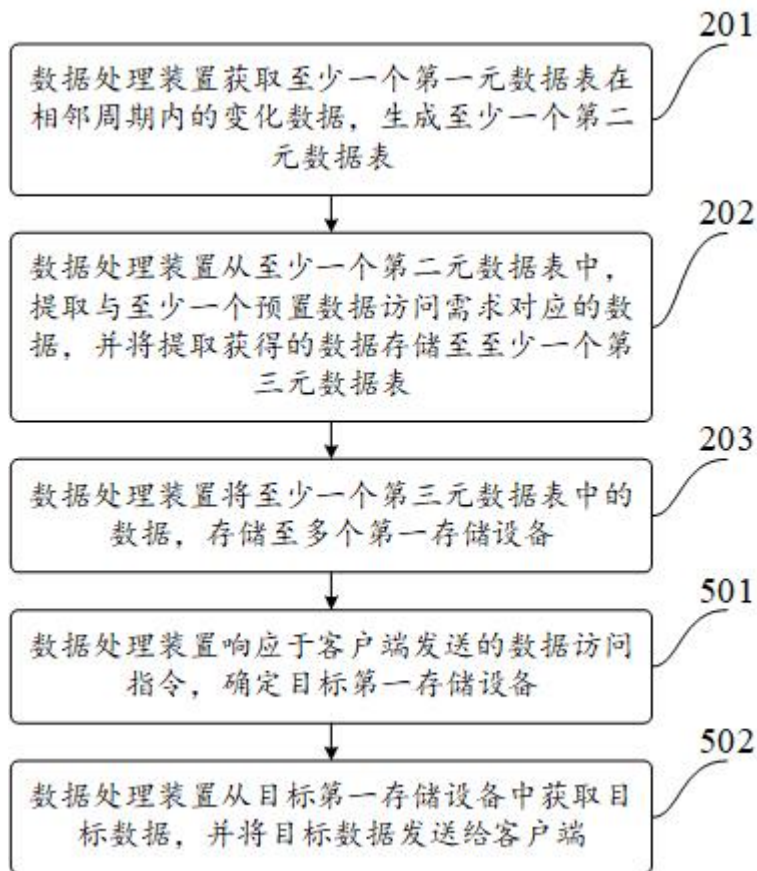 201
数据处理装置获取至少一个第一元数据表在
相邻周期内的变化数据，生成至少一个第二
元数据表
202
数据处理装置从至少一个第二元数据表中，
提取与至少一个预置数据访问需求对应的数
据，并将提取获得的数据存储至至少一个第
三元数据表
203
数据处理装置将至少一个第三元数据表中的
数据，存储至多个第一存储设备
501
数据处理装置响应于客户端发送的数据访问
指令，确定目标第一存储设备
502
数据处理装置从目标第一存储设备中获取目
标数据，并将目标数据发送给客户端